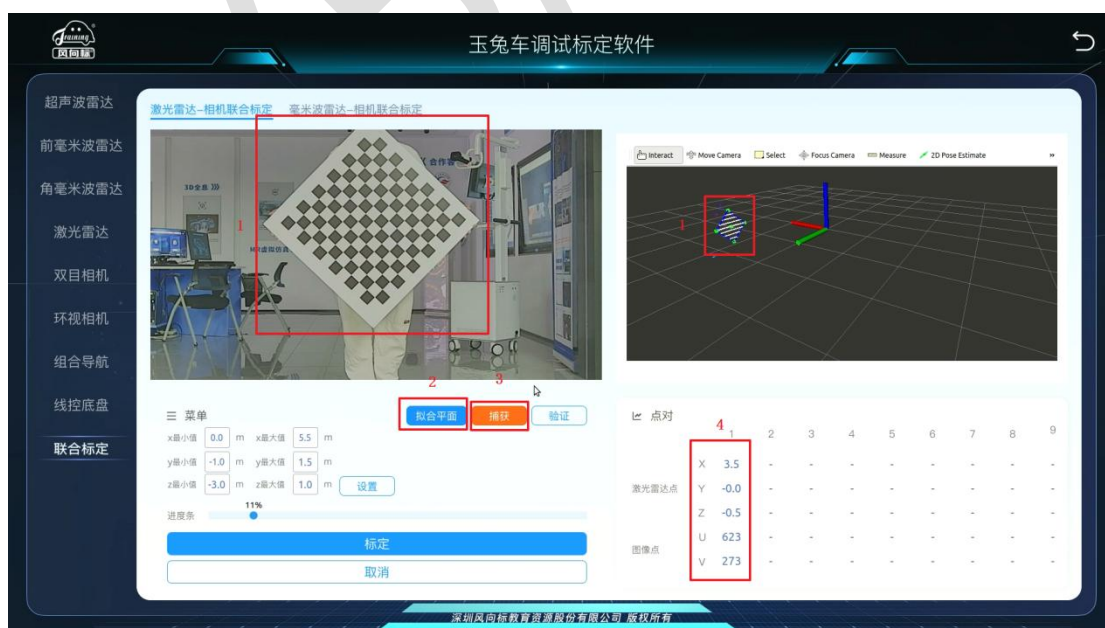 Training
风向标
玉兔车调试标定软件
超声波雷达
前毫米波雷达
角毫米波雷达
激光雷达
双目相机
环视相机
组合导航
线控底盘
联合标定
激光雷达-相机联合标定 毫米波雷达-相机联合标定
3D全息
合作
1
Interact Move Camera Select Focus Camera Measure 2D Pose Estimate »
1
2 3
三 菜单 拟合平面 捕获 验证
x最小值 0.0 m x最大值 5.5 m
y最小值 -1.0 m y最大值 1.5 m
z最小值 -3.0 m z最大值 1.0 m 设置
11%
进度条
标定
取消
点对
4
1 2 3 4 5 6 7 8 9
X 3.5 - - - - - - - -
激光雷达点 Y -0.0 - - - - - - - -
Z -0.5 - - - - - - - -
U 623 - - - - - - - -
图像点
V 273 - - - - - - - -
深圳风向标教育资源股份有限公司 版权所有